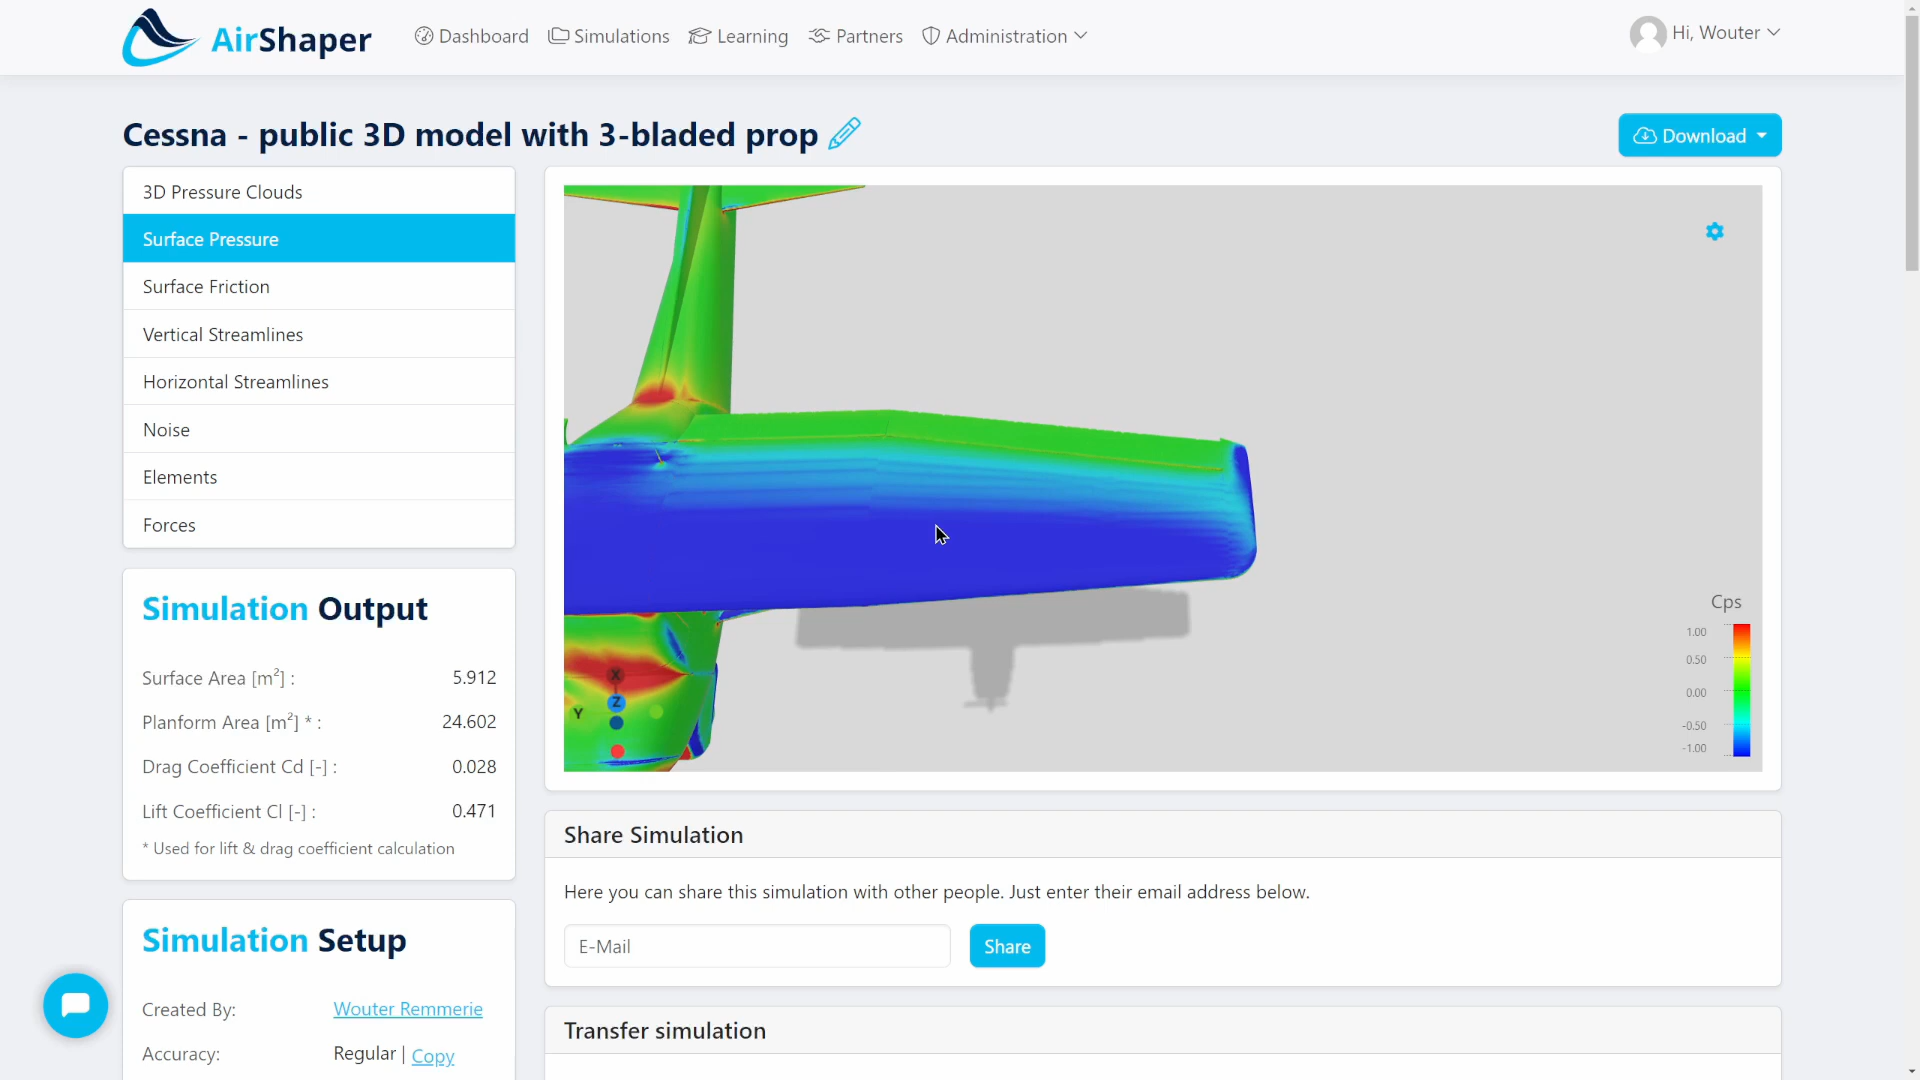 AirShaper
Dashboard
Simulations
Learning
Partners
Administration
Hi, Wouter
Cessna - public 3D model with 3-bladed prop
Download
3D Pressure Clouds
Surface Pressure
Surface Friction
Vertical Streamlines
Horizontal Streamlines
Noise
Elements
Forces
X
Z
Y
Cps
1.00
0.50
0.00
-0.50
-1.00
Simulation Output
Surface Area [m²] : 5.912
Planform Area [m²] * : 24.602
Drag Coefficient Cd [-] : 0.028
Lift Coefficient Cl [-] : 0.471
* Used for lift & drag coefficient calculation
Simulation Setup
Created By: Wouter Remmerie
Accuracy: Regular | Copy
Share Simulation
Here you can share this simulation with other people. Just enter their email address below.
E-Mail
Share
Transfer simulation